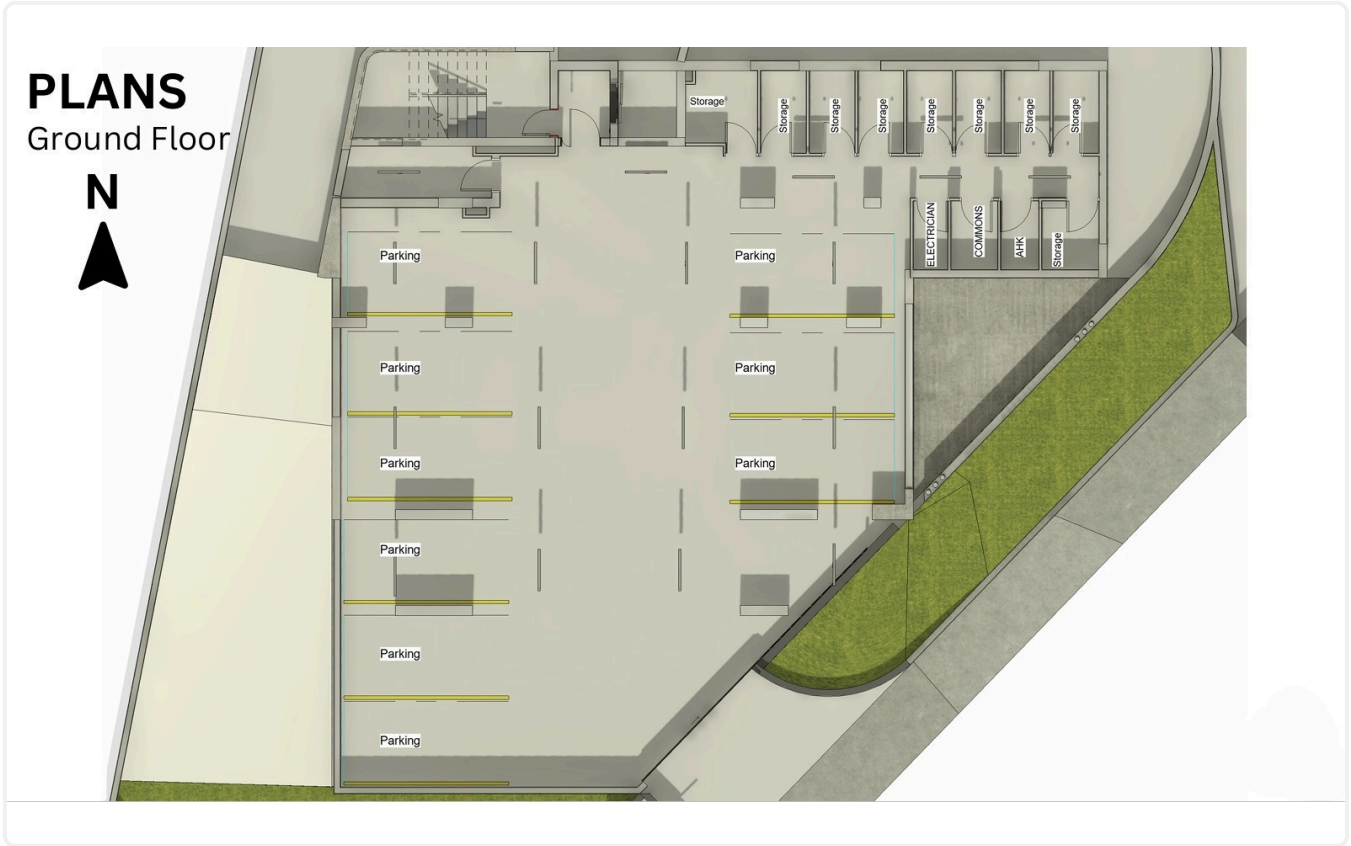 PLANS
Ground Floor
N
Storage
Storage
Storage
Storage
Storage
Storage
Storage
Storage
ELECTRICIAN
COMMONS
AHK
Storage
Parking
Parking
Parking
Parking
Parking
Parking
Parking
Parking
Parking